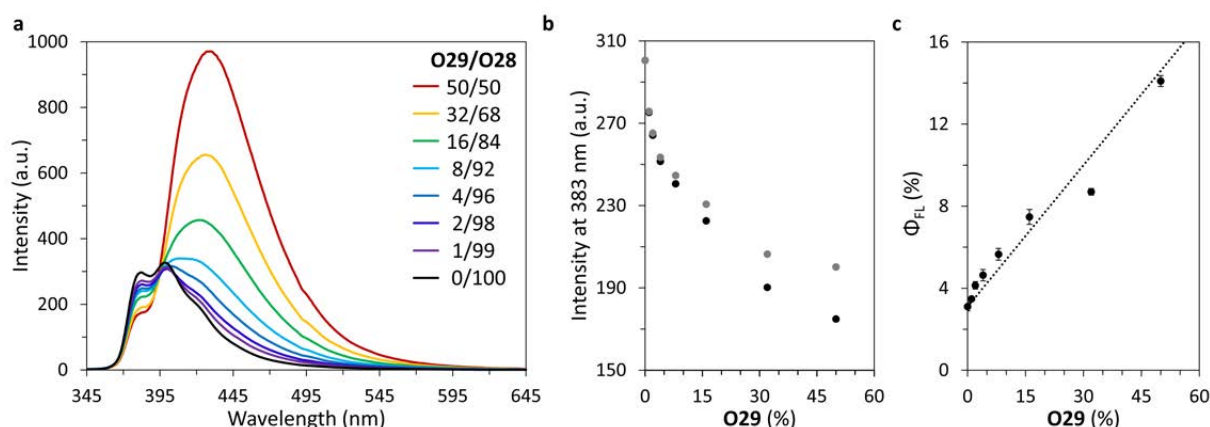 a
Intensity (a.u.)
1000
800
600
400
200
0
345 395 445 495 545 595 645
Wavelength (nm)
O29/O28
50/50
32/68
16/84
8/92
4/96
2/98
1/99
0/100
b
Intensity at 383 nm (a.u.)
310
270
230
190
150
0 15 30 45 60
O29 (%)
c
ΦFL (%)
16
12
8
4
0
0 15 30 45 60
O29 (%)